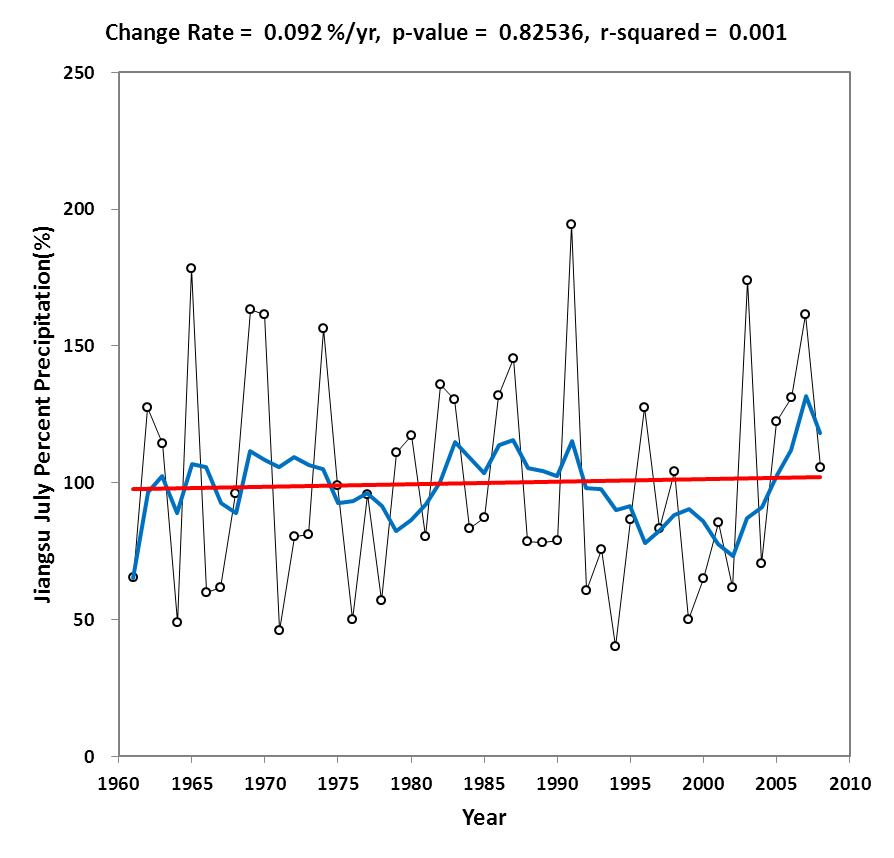 Change Rate = 0.092 %/yr, p-value = 0.82536, r-squared = 0.001
Jiangsu July Percent Precipitation(%)
250
200
150
100
50
0
1960 1965 1970 1975 1980 1985 1990 1995 2000 2005 2010
Year